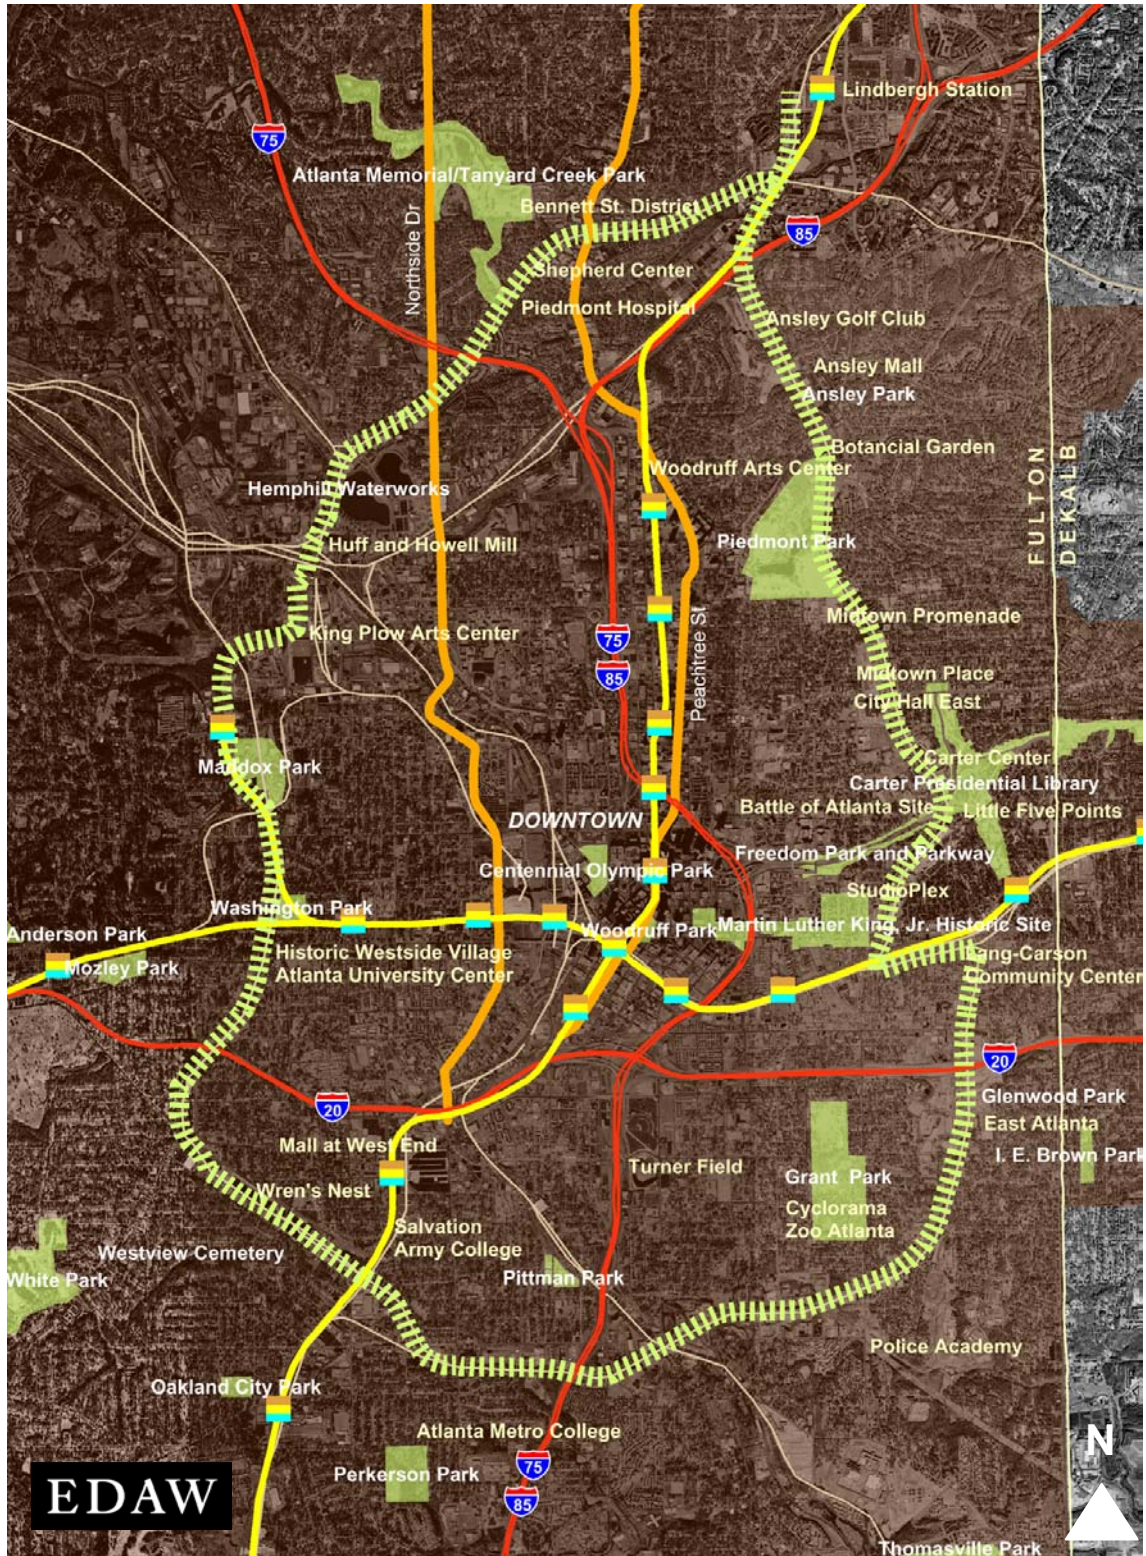 Lindbergh Station
75
Atlanta Memorial/Tanyard Creek Park
Bennett St. District
Northside Dr
85
Shepherd Center
Piedmont Hospital
Ansley Golf Club
Ansley Mall
Ansley Park
Botancial Garden
Woodruff Arts Center
FULTON
DEKALB
Hemphill Waterworks
Huff and Howell Mill
Piedmont Park
Midtown Promenade
King Plow Arts Center
75
85
Peachtree St
Midtown Place
City Hall East
Maddox Park
Carter Center
Carter Presidential Library
Battle of Atlanta Site
Little Five Points
DOWNTOWN
Freedom Park and Parkway
Centennial Olympic Park
StudioPlex
Washington Park
Anderson Park
Woodruff Park
Martin Luther King, Jr. Historic Site
Historic Westside Village
Atlanta University Center
Mozley Park
Lang-Carson
Community Center
20
20
Glenwood Park
East Atlanta
Mall at West End
I. E. Brown Park
Turner Field
Grant Park
Wren's Nest
Cyclorama
Zoo Atlanta
Salvation
Army College
Westview Cemetery
White Park
Pittman Park
Police Academy
Oakland City Park
Atlanta Metro College
N
75
Perkerson Park
85
EDAW
Thomasville Park